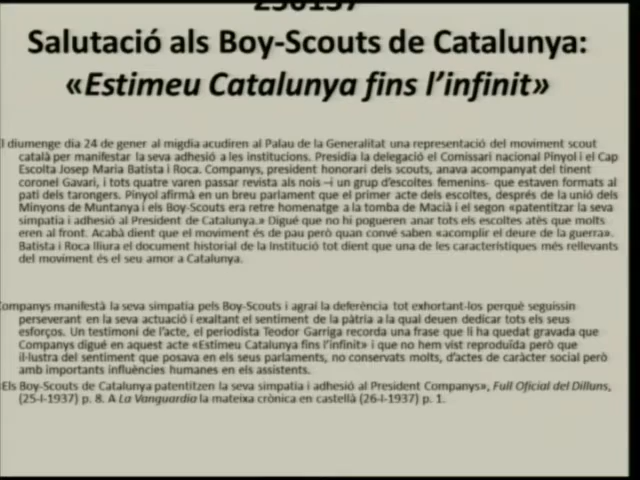 250137
Salutació als Boy-Scouts de Catalunya:
«Estimeu Catalunya fins l’infinit»
l diumenge dia 24 de gener al migdia acudiren al Palau de la Generalitat una representació del moviment scout
català per manifestar la seva adhesió a les institucions. Presidia la delegació el Comissari nacional Pinyol i el Cap
Escolta Josep Maria Batista i Roca. Companys, president honorari dels scouts, anava acompanyat del tinent
coronel Gavari, i tots quatre varen passar revista als nois –i un grup d’escoltes femenins- que estaven formats al
pati dels tarongers. Pinyol afirmà en un breu parlament que el primer acte dels escoltes, després de la unió dels
Minyons de Muntanya i els Boy-Scouts era retre homenatge a la tomba de Macià i el segon «patentitzar la seva
simpatia i adhesió al President de Catalunya.» Digué que no hi pogueren anar tots els escoltes atès que molts
eren al front. Acabà dient que el moviment és de pau però quan convé saben «acomplir el deure de la guerra».
Batista i Roca lliura el document historial de la Institució tot dient que una de les característiques més rellevants
del moviment és el seu amor a Catalunya.
Companys manifestà la seva simpatia pels Boy-Scouts i agraí la deferència tot exhortant-los perquè seguissin
perseverant en la seva actuació i exaltant el sentiment de la pàtria a la qual deuen dedicar tots els seus
esforços. Un testimoni de l’acte, el periodista Teodor Garriga recorda una frase que li ha quedat gravada que
Companys digué en aquest acte «Estimeu Catalunya fins l’infinit» i que no hem vist reproduïda però que
il·lustra del sentiment que posava en els seus parlaments, no conservats molts, d’actes de caràcter social però
amb importants influències humanes en els assistents.
Els Boy-Scouts de Catalunya patentitzen la seva simpatia i adhesió al President Companys», Full Oficial del Dilluns,
(25-I-1937) p. 8. A La Vanguardia la mateixa crònica en castellà (26-I-1937) p. 1.